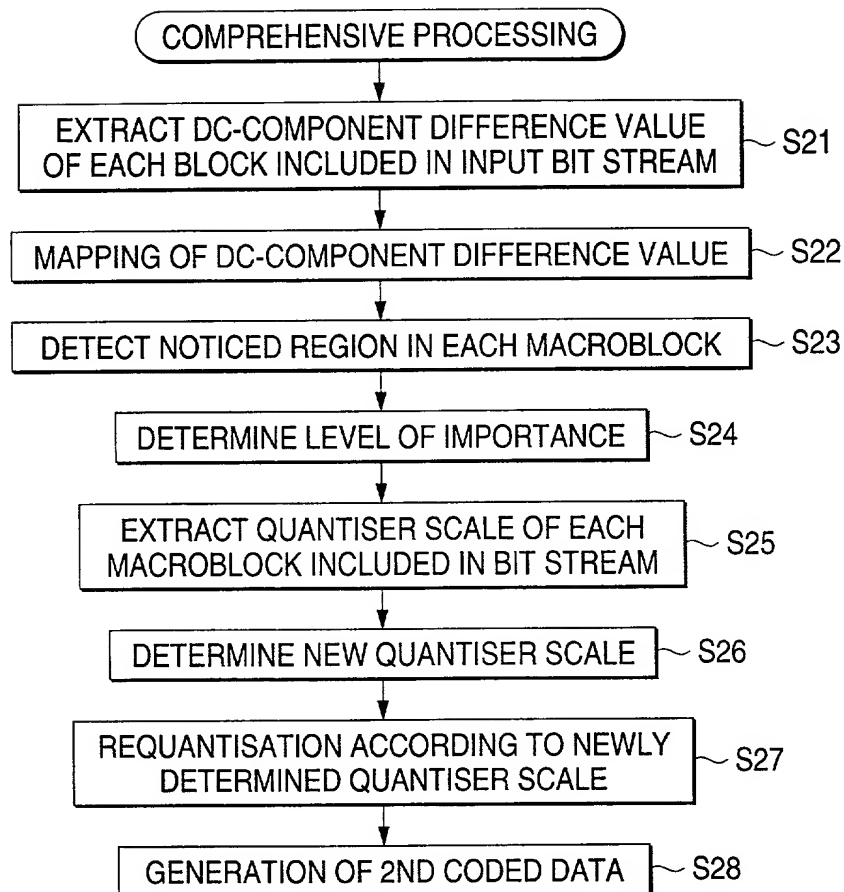 COMPREHENSIVE PROCESSING
EXTRACT DC-COMPONENT DIFFERENCE VALUE
OF EACH BLOCK INCLUDED IN INPUT BIT STREAM
S21
MAPPING OF DC-COMPONENT DIFFERENCE VALUE
S22
DETECT NOTICED REGION IN EACH MACROBLOCK
S23
DETERMINE LEVEL OF IMPORTANCE
S24
EXTRACT QUANTISER SCALE OF EACH
MACROBLOCK INCLUDED IN BIT STREAM
S25
DETERMINE NEW QUANTISER SCALE
S26
REQUANTISATION ACCORDING TO NEWLY
DETERMINED QUANTISER SCALE
S27
GENERATION OF 2ND CODED DATA
S28